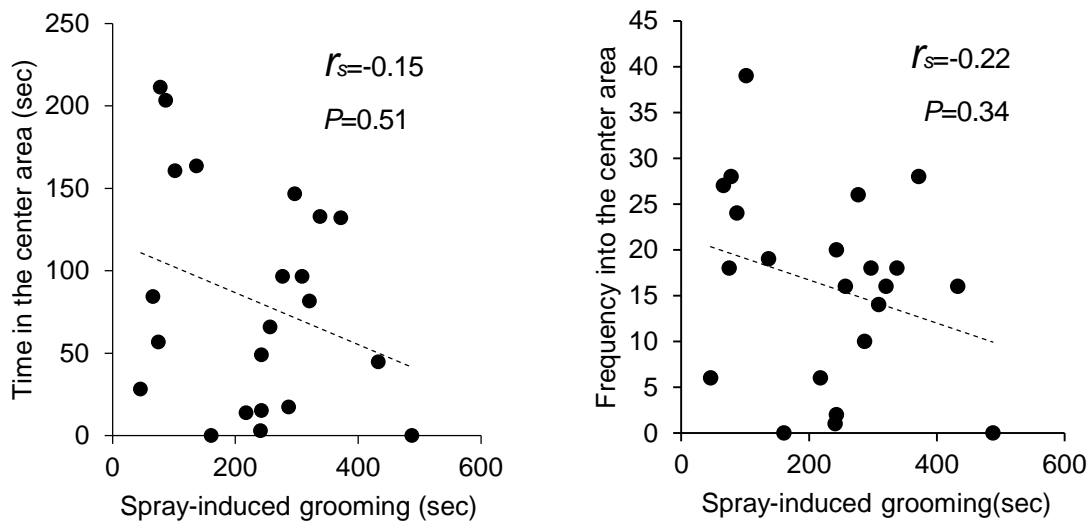 250
200
150
100
50
0
Time in the center area (sec)
rs=-0.15
P=0.51
0 200 400 600
Spray-induced grooming (sec)
45
40
35
30
25
20
15
10
5
0
Frequency into the center area
rs=-0.22
P=0.34
0 200 400 600
Spray-induced grooming(sec)